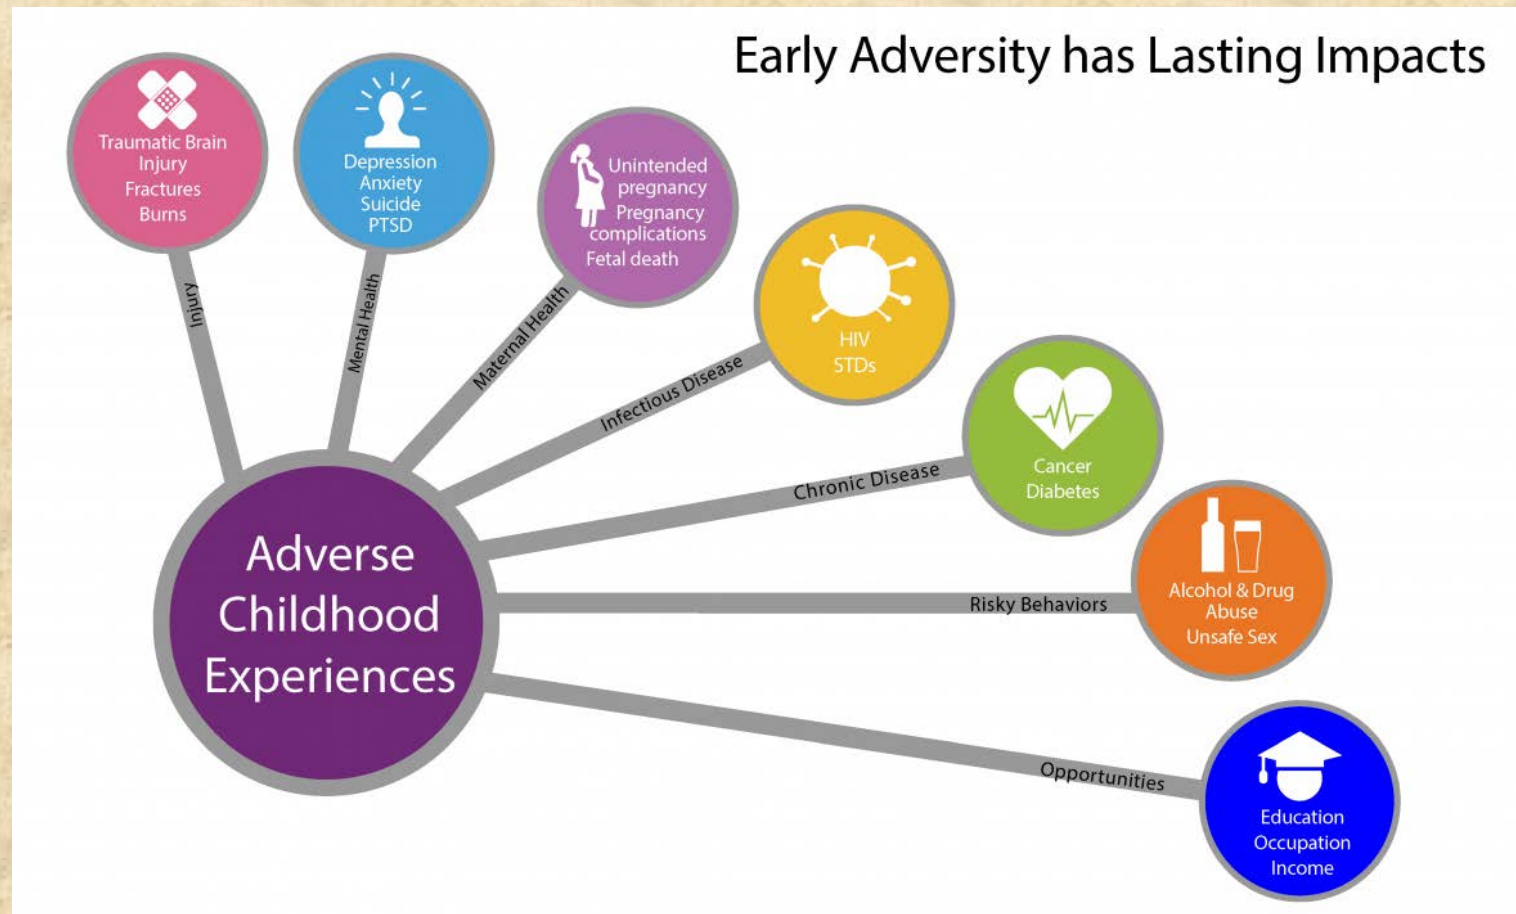 Early Adversity has Lasting Impacts
Traumatic Brain
Injury
Fractures
Burns
Injury
Depression
Anxiety
Suicide
PTSD
Mental Health
Unintended
pregnancy
Pregnancy
complications
Fetal death
Maternal Health
HIV
STDs
Infectious Disease
Cancer
Diabetes
Chronic Disease
Alcohol & Drug
Abuse
Unsafe Sex
Risky Behaviors
Education
Occupation
Income
Opportunities
Adverse
Childhood
Experiences